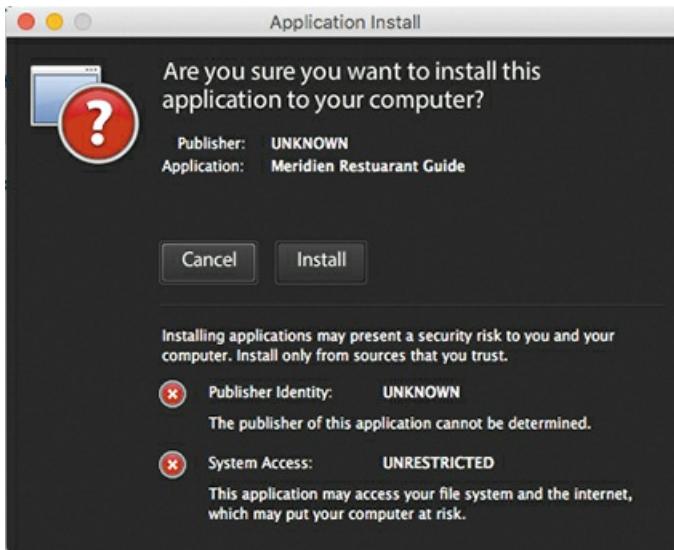 Application Install
Are you sure you want to install this
application to your computer?
Publisher: UNKNOWN
Application: Meridien Restuarant Guide
Cancel Install
Installing applications may present a security risk to you and your
computer. Install only from sources that you trust.
Publisher Identity: UNKNOWN
The publisher of this application cannot be determined.
System Access: UNRESTRICTED
This application may access your file system and the internet,
which may put your computer at risk.